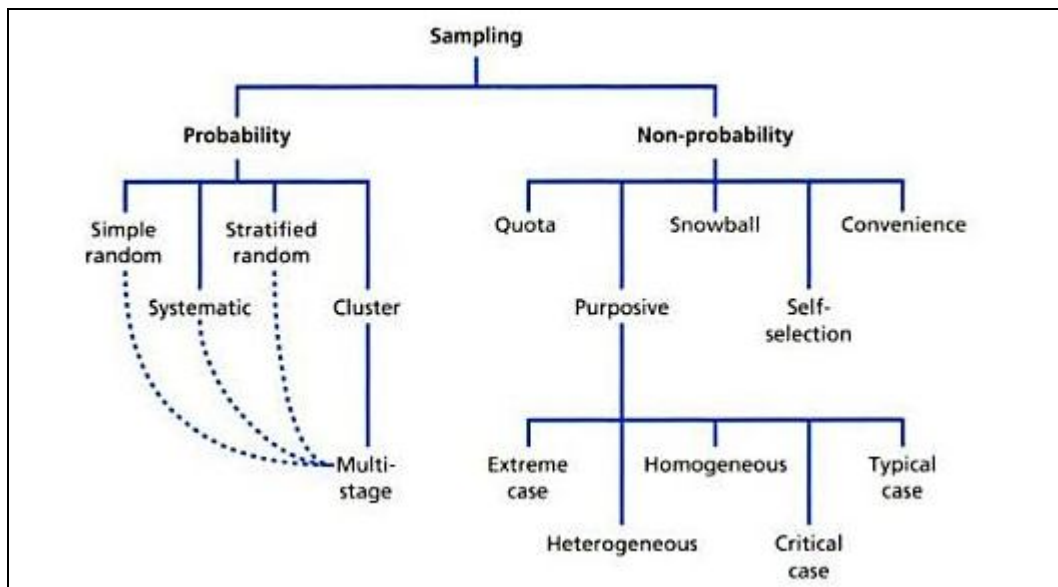 Sampling
Probability
Non-probability
Simple
random
Stratified
random
Quota
Snowball
Convenience
Systematic
Cluster
Purposive
Self-
selection
Multi-
stage
Extreme
case
Homogeneous
Typical
case
Heterogeneous
Critical
case